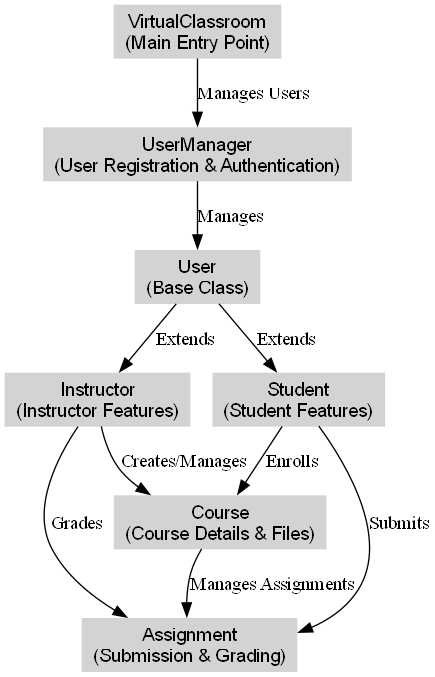 VirtualClassroom
(Main Entry Point)
Manages Users
UserManager
(User Registration & Authentication)
Manages
User
(Base Class)
Extends
Extends
Instructor
(Instructor Features)
Student
(Student Features)
Creates/Manages
Enrolls
Grades
Course
(Course Details & Files)
Submits
Manages Assignments
Assignment
(Submission & Grading)